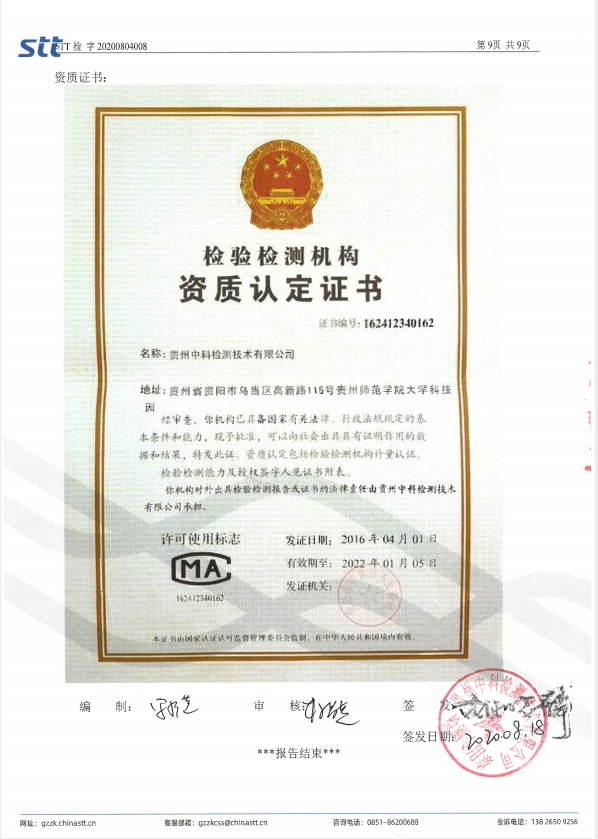 stt
STT 检 字 20200804008
第 9页 共 9页
资质证书:
检验检测机构
资质认定证书
证书编号: 162412340162
名称: 贵州中科检测技术有限公司
地址: 贵州省贵阳市乌当区高新路115号贵州师范学院大学科技
园
经审查, 你机构已具备国家有关法律、行政法规规定的基
本条件和能力, 现予批准, 可以向社会出具具有证明作用的数
据和结果, 特发此证。资质认定包括检验检测机构计量认证。
检验检测能力及授权签字人见证书附表。
你机构对外出具检验检测报告或证书的法律责任由贵州中科检测技术
有限公司承担.
许可使用标志
MA
162412340162
发证日期: 2016 年 04 月 01 日
有效期至: 2022 年 01 月 05 日
发证机关:
本证书由国家认证认可监督管理委员会监制, 在中华人民共和国境内有效.
编 制:
审 核:
签 发
签发日期: 2020.08.18
***报告结束***
网址: gzzk.chinastt.cn
客服邮箱: gzzkcss@chinastt.cn
咨询电话: 0851-86200688
投诉电话: 138 2650 9256